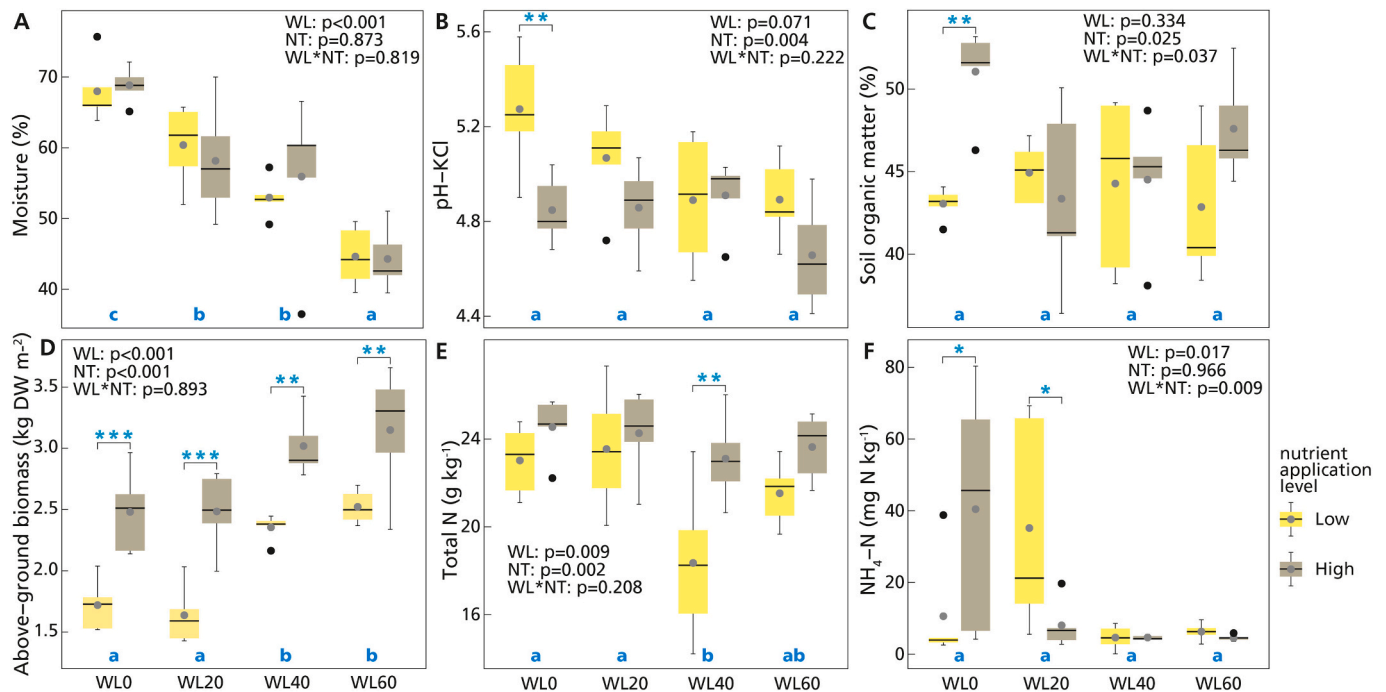 A
WL: p<0.001
NT: p=0.873
WL*NT: p=0.819
Moisture (%)
70
60
50
40
c
b
b
a
B
**
WL: p=0.071
NT: p=0.004
WL*NT: p=0.222
pH–KCl
5.6
5.2
4.8
4.4
a
a
a
a
C
**
WL: p=0.334
NT: p=0.025
WL*NT: p=0.037
Soil organic matter (%)
50
45
40
a
a
a
a
D
WL: p<0.001
NT: p<0.001
WL*NT: p=0.893
***
***
**
**
Above–ground biomass (kg DW m–²)
3.5
3.0
2.5
2.0
1.5
a
a
b
b
WL0
WL20
WL40
WL60
E
**
WL: p=0.009
NT: p=0.002
WL*NT: p=0.208
Total N (g kg⁻¹)
28
24
20
16
a
a
b
ab
WL0
WL20
WL40
WL60
F
*
*
WL: p=0.017
NT: p=0.966
WL*NT: p=0.009
NH₄–N (mg N kg⁻¹)
80
60
40
20
0
a
a
a
a
WL0
WL20
WL40
WL60
nutrient
application
level
Low
High